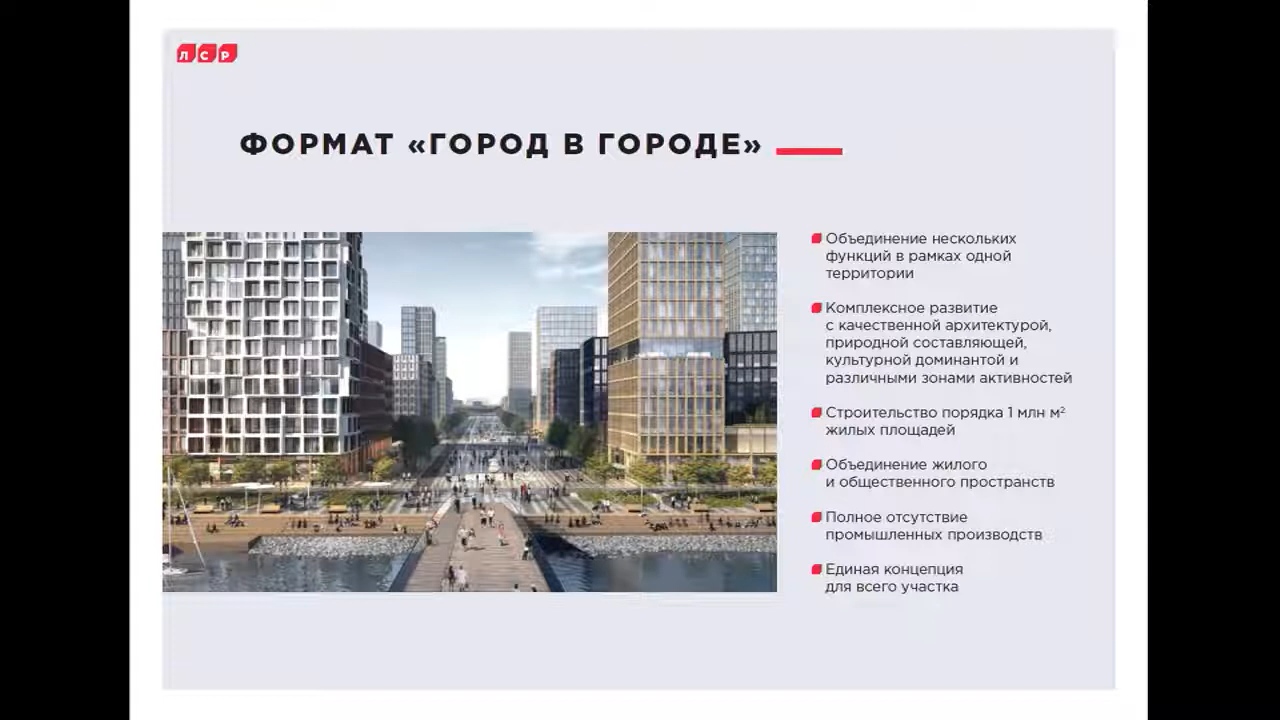 ЛСР
ФОРМАТ «ГОРОД В ГОРОДЕ»
Объединение нескольких
функций в рамках одной
территории
Комплексное развитие
с качественной архитектурой,
природной составляющей,
культурной доминантой и
различными зонами активностей
Строительство порядка 1 млн м²
жилых площадей
Объединение жилого
и общественного пространств
Полное отсутствие
промышленных производств
Единая концепция
для всего участка